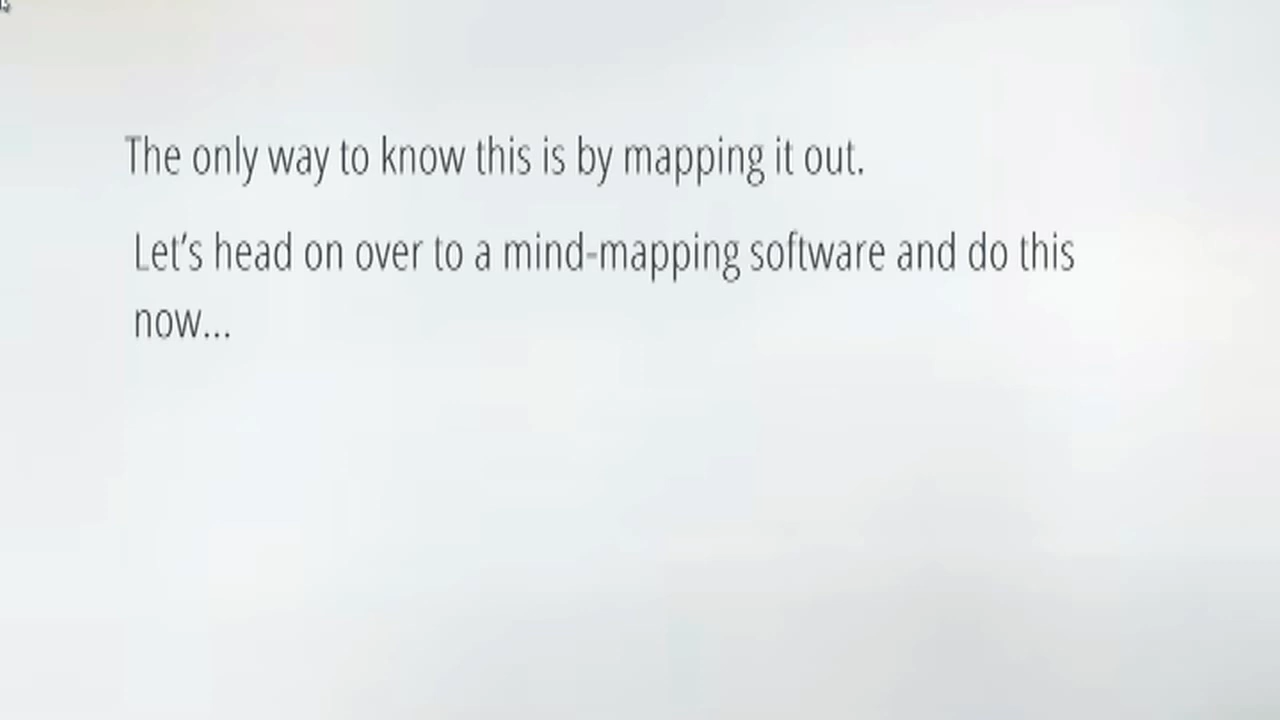 The only way to know this is by mapping it out.
Let’s head on over to a mind-mapping software and do this
now...